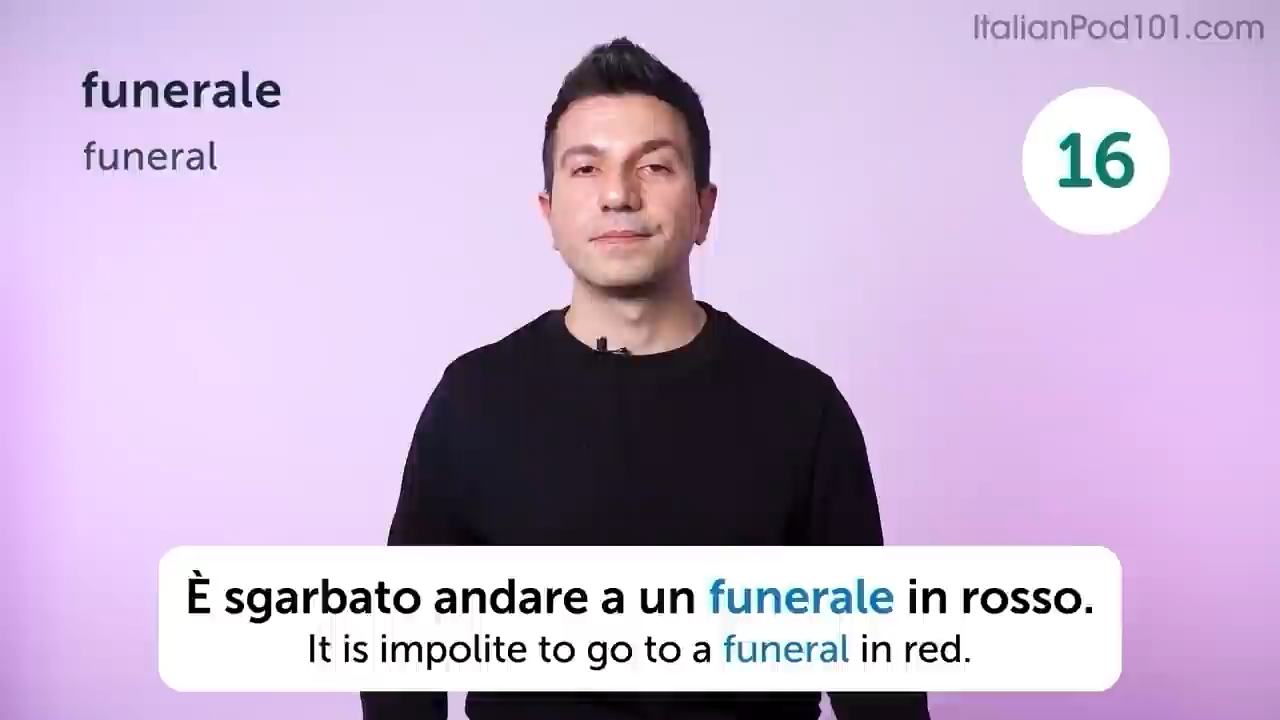 ItalianPod101.com
funerale
funeral
16
È sgarbato andare a un funerale in rosso.
It is impolite to go to a funeral in red.